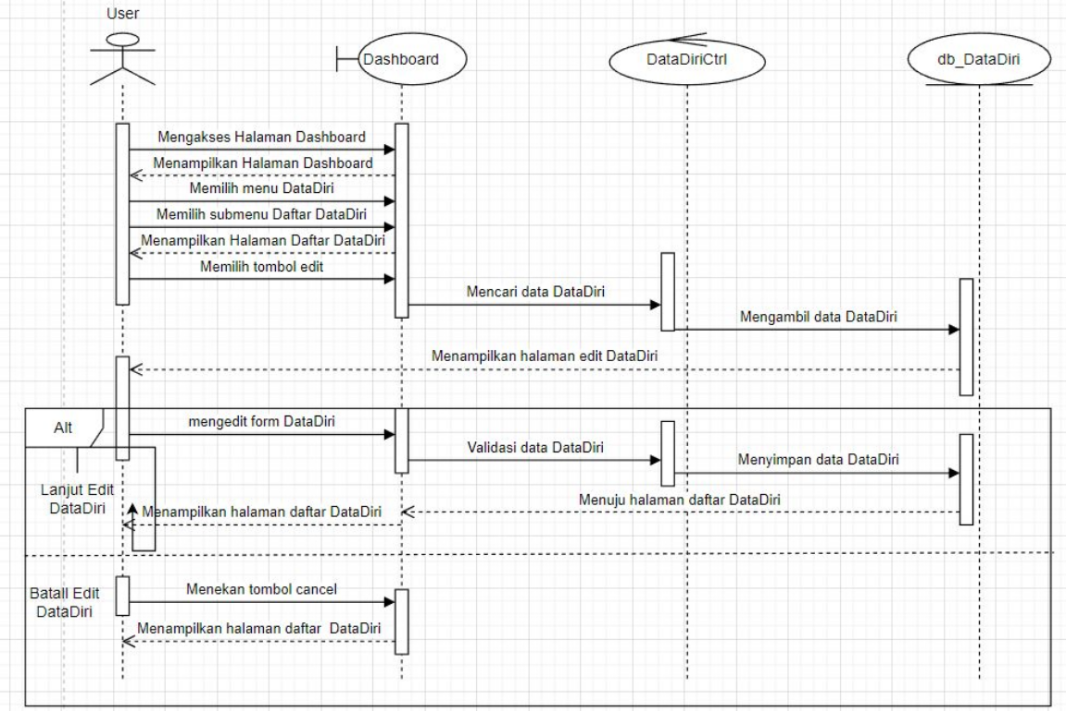 User
Dashboard
DataDiriCtrl
db_DataDiri
Mengakses Halaman Dashboard
Menampilkan Halaman Dashboard
Memilih menu DataDiri
Memilih submenu Daftar DataDiri
Menampilkan Halaman Daftar DataDiri
Memilih tombol edit
Mencari data DataDiri
Mengambil data DataDiri
Menampilkan halaman edit DataDiri
Alt
mengedit form DataDiri
Validasi data DataDiri
Menyimpan data DataDiri
Lanjut Edit
DataDiri
Menuju halaman daftar DataDiri
Menampilkan halaman daftar DataDiri
Batall Edit
DataDiri
Menekan tombol cancel
Menampilkan halaman daftar  DataDiri